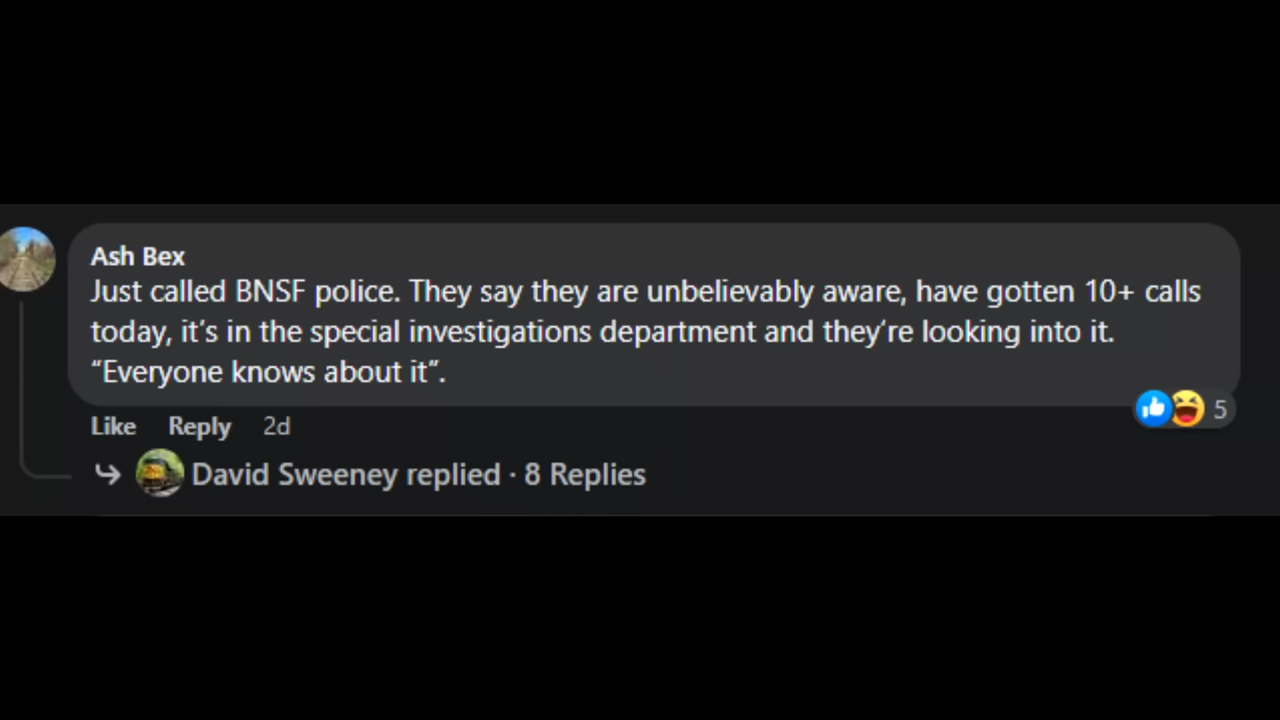 Ash Bex
Just called BNSF police. They say they are unbelievably aware, have gotten 10+ calls
today, it’s in the special investigations department and they’re looking into it.
“Everyone knows about it“.
5
Like Reply 2d
David Sweeney replied · 8 Replies